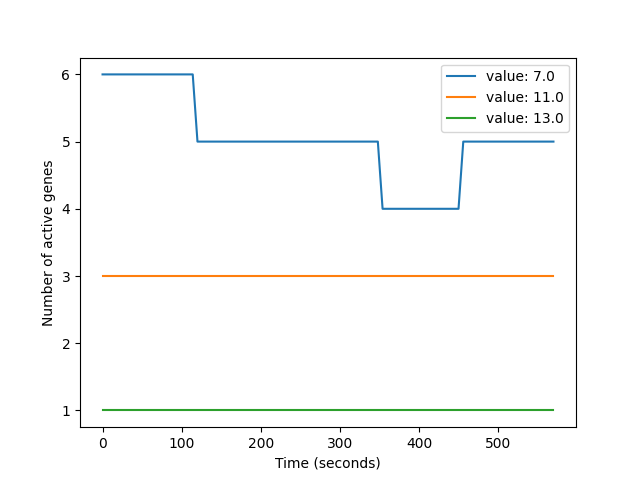 value: 7.0
value: 11.0
value: 13.0
Number of active genes
6
5
4
3
2
1
0 100 200 300 400 500
Time (seconds)